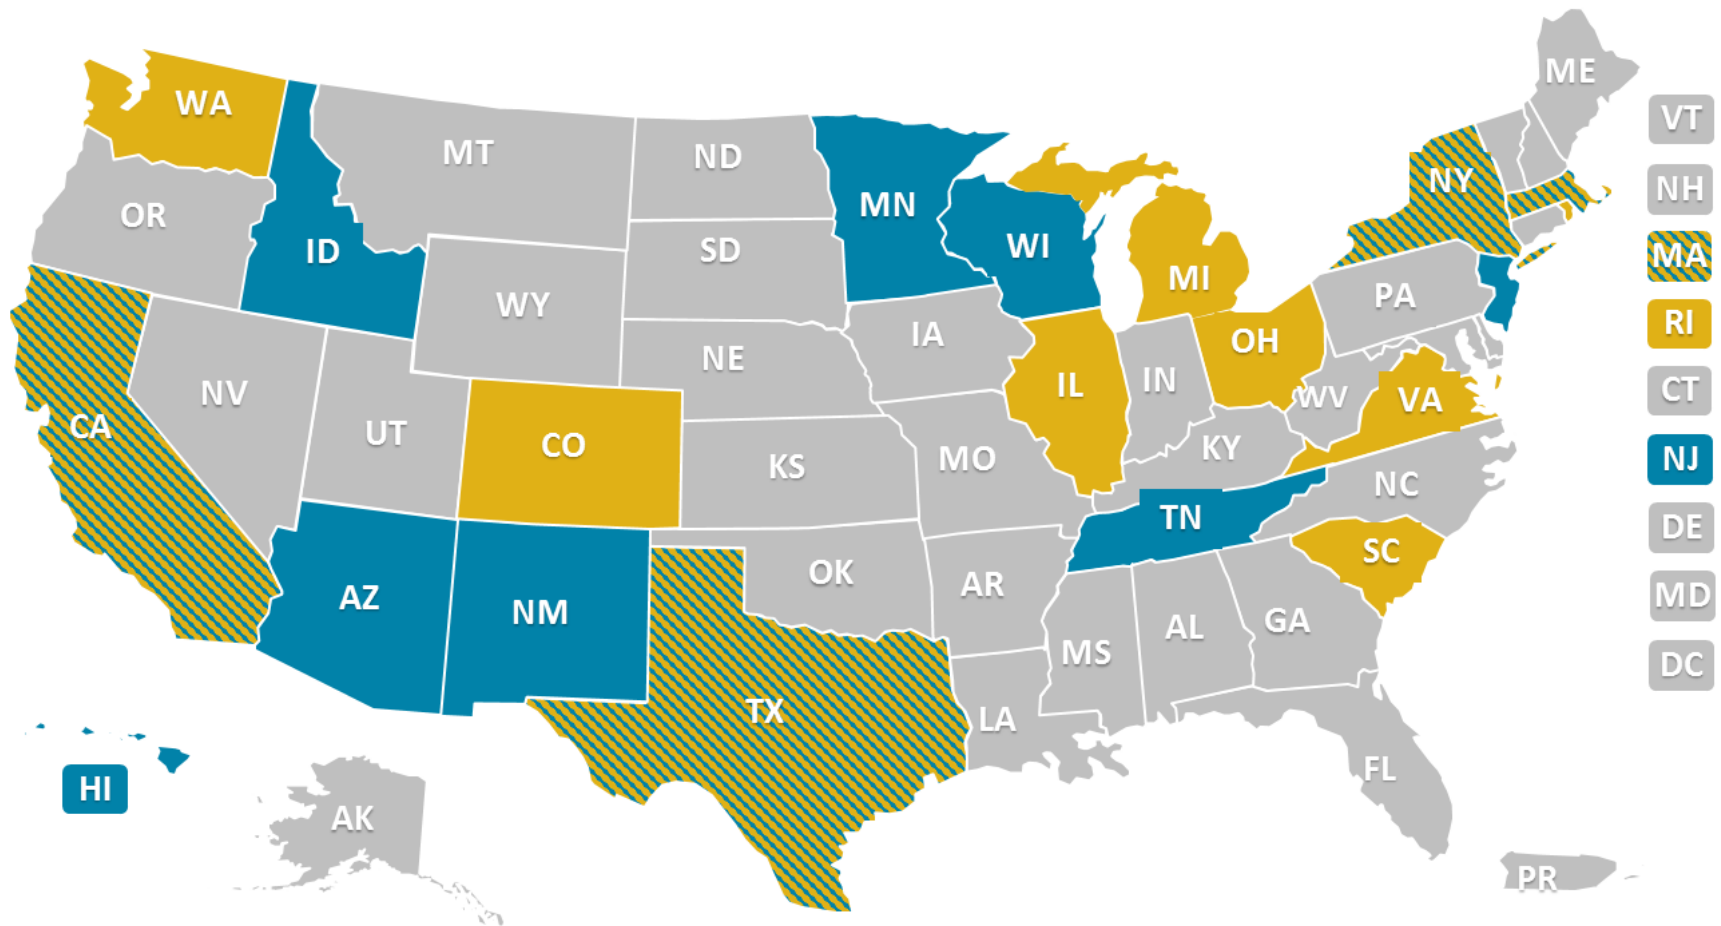 ME
WA
VT
MT
ND
NH
NY
MN
OR
WI
ID
SD
MA
MI
PA
WY
RI
IA
OH
NE
CT
IN
IL
NV
WV
VA
CA
UT
CO
KY
MO
NJ
KS
NC
TN
DE
SC
OK
AR
AZ
MD
NM
GA
AL
MS
DC
TX
LA
FL
HI
AK
PR